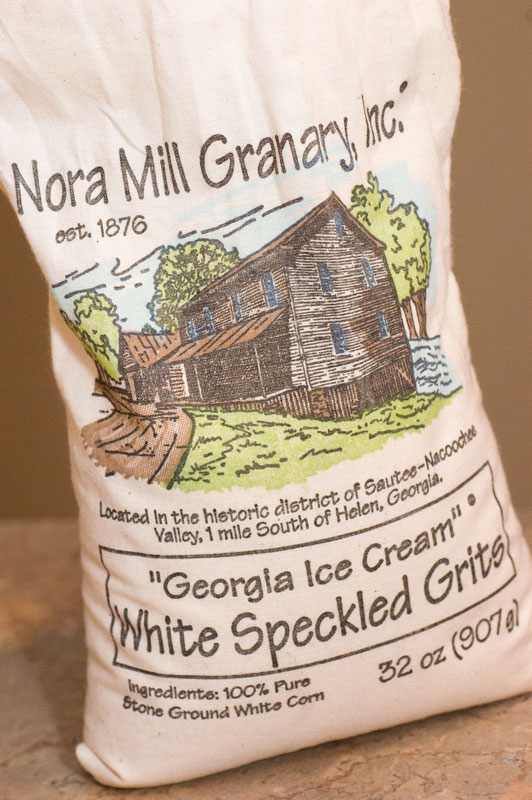 Nora Mill Granary, Inc.
est. 1876
Located in the historic district of Sautee-Nacoochee
Valley, 1 mile South of Helen, Georgia.
"Georgia Ice Cream" ®
White Speckled Grits
32 oz (907g)
Ingredients: 100% Pure
Stone Ground White Corn